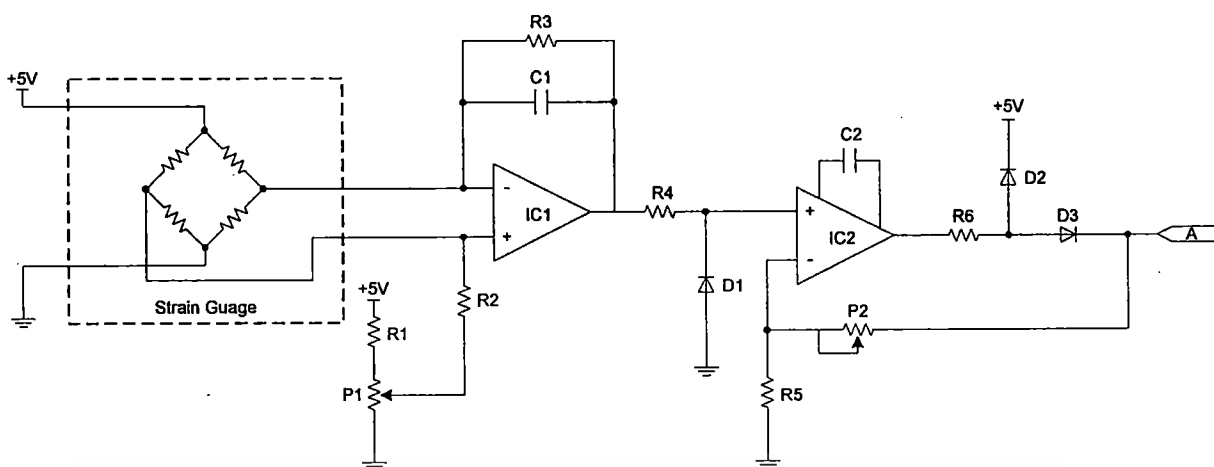 R3
+5V
C1
+5V
C2
R4
D2
-
IC1
+
+
IC2
-
R6
D3
A
+5V
R2
D1
Strain Guage
R1
P2
P1
R5